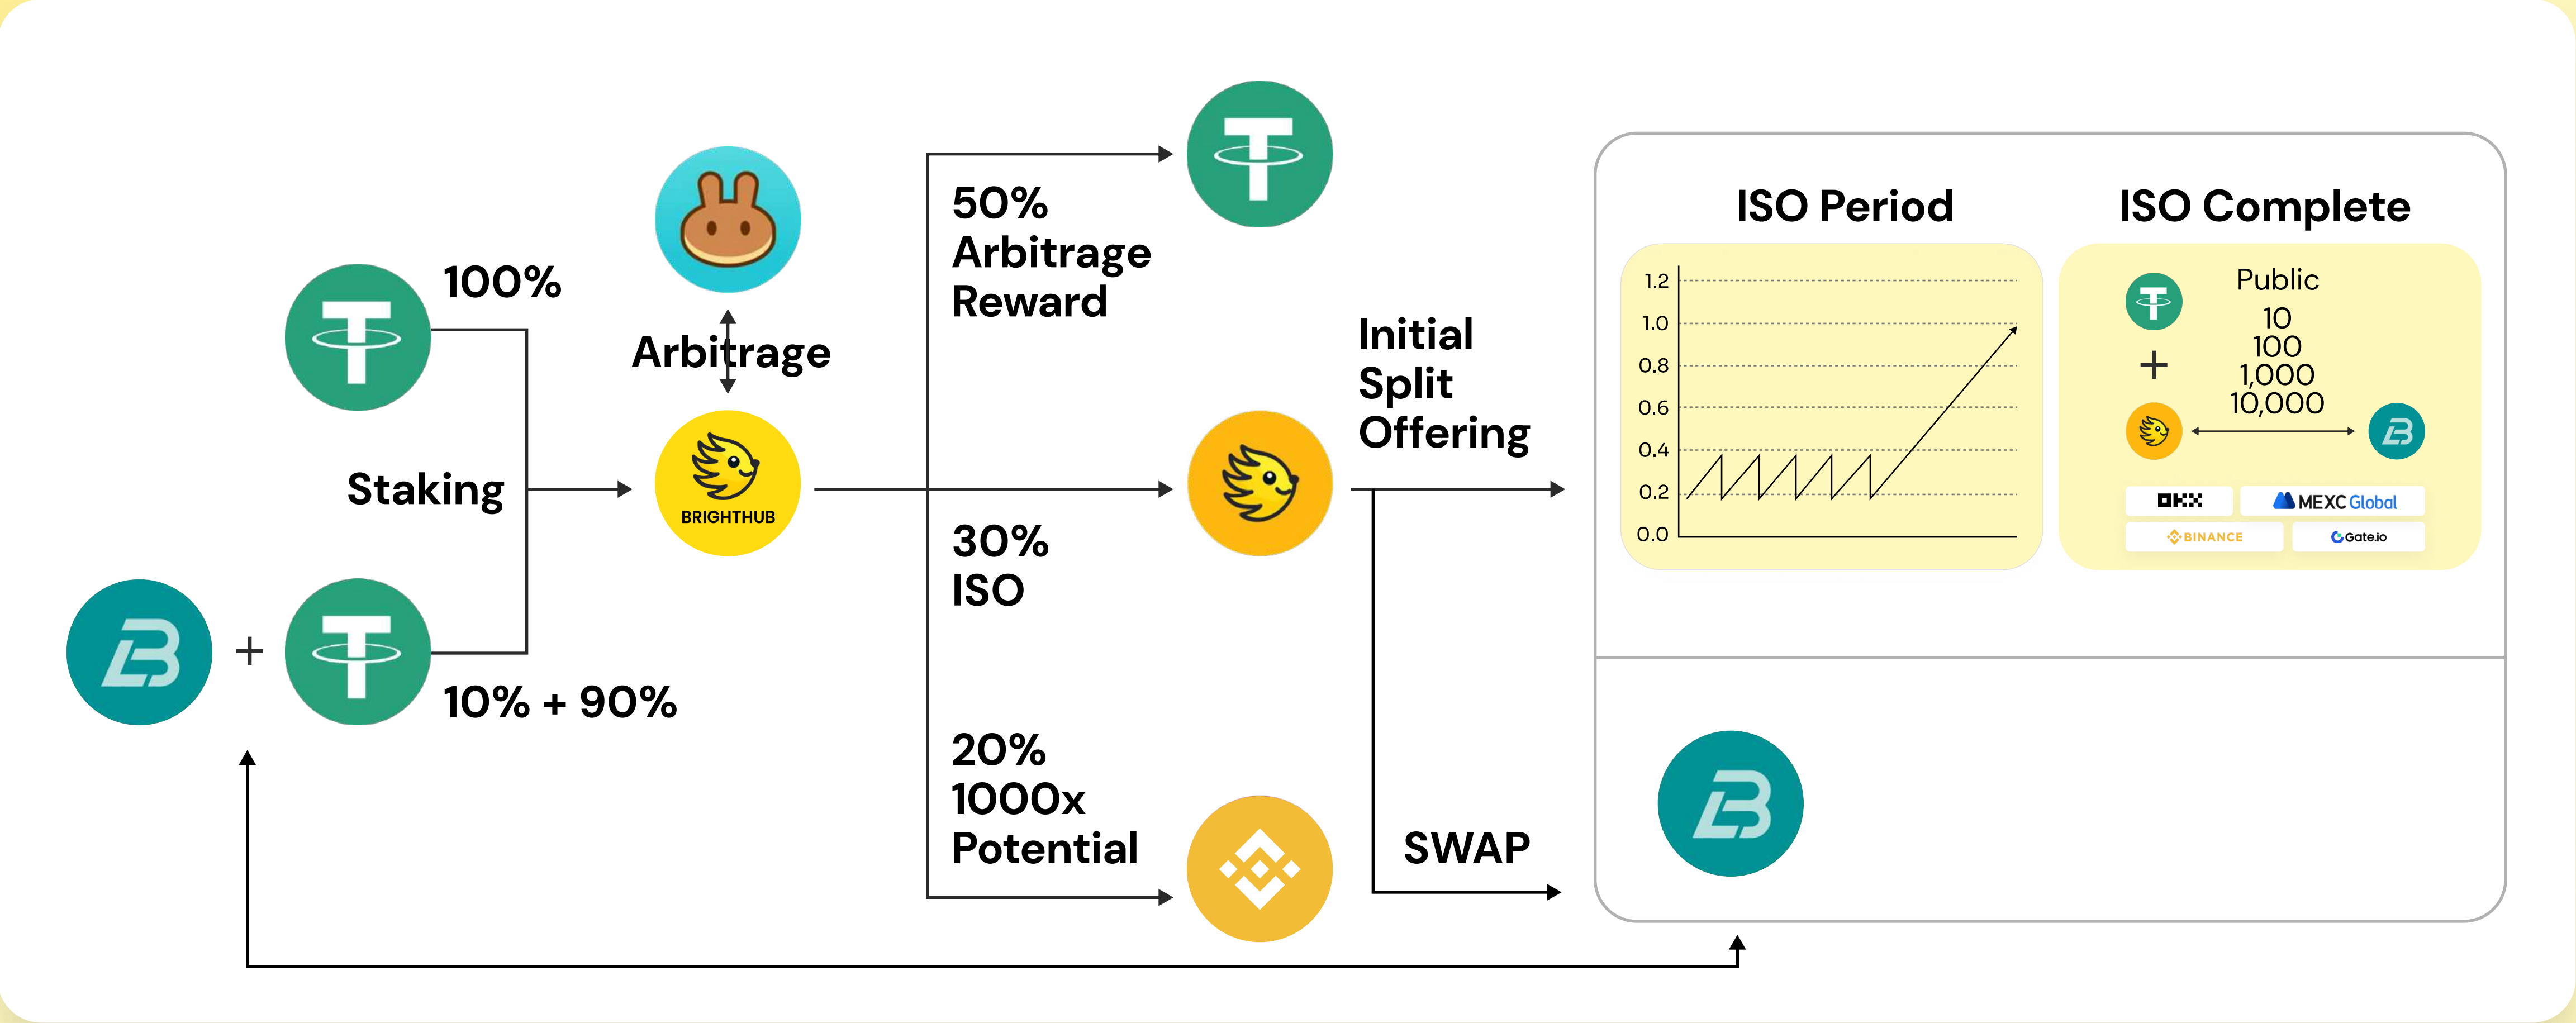 100%
Staking
10% + 90%
Arbitrage
BRIGHTHUB
50%
Arbitrage
Reward
30%
ISO
20%
1000x
Potential
Initial
Split
Offering
SWAP
ISO Period
1.2
1.0
0.8
0.6
0.4
0.2
0.0
ISO Complete
Public
10
100
1,000
10,000
OKX
MEXC Global
BINANCE
Gate.io
+
+